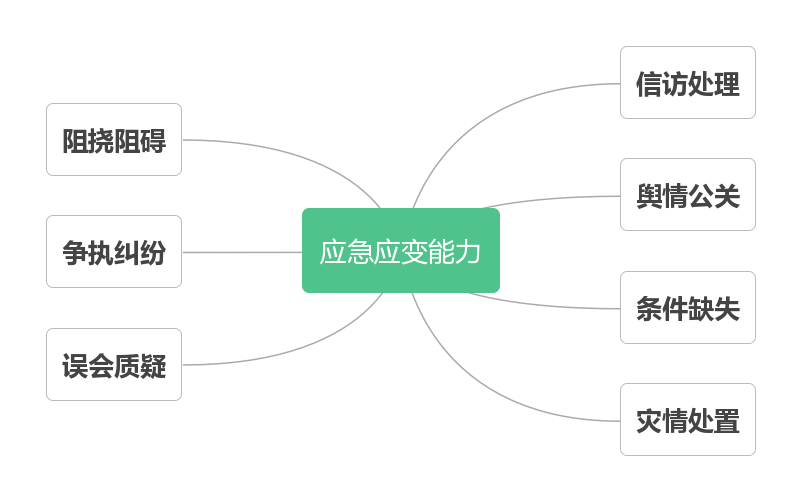 应急应变能力
信访处理
舆情公关
条件缺失
灾情处置
阻挠阻碍
争执纠纷
误会质疑